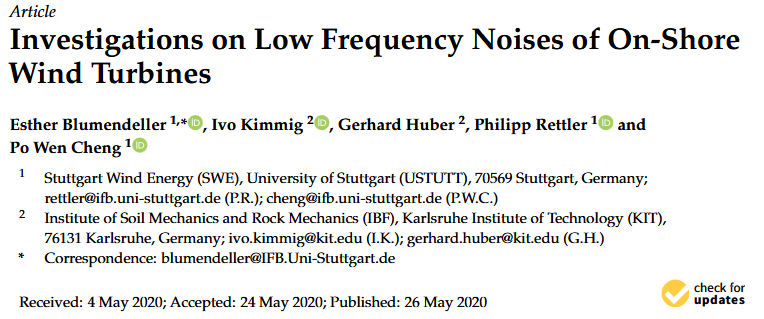 Article
Investigations on Low Frequency Noises of On-Shore
Wind Turbines
Esther Blumendeller 1,* iD, Ivo Kimmig 2 iD, Gerhard Huber 2, Philipp Rettler 1 iD and
Po Wen Cheng 1 iD
1 Stuttgart Wind Energy (SWE), University of Stuttgart (USTUTT), 70569 Stuttgart, Germany;
rettler@ifb.uni-stuttgart.de (P.R.); cheng@ifb.uni-stuttgart.de (P.W.C.)
2 Institute of Soil Mechanics and Rock Mechanics (IBF), Karlsruhe Institute of Technology (KIT),
76131 Karlsruhe, Germany; ivo.kimmig@kit.edu (I.K.); gerhard.huber@kit.edu (G.H.)
* Correspondence: blumendeller@IFB.Uni-Stuttgart.de
Received: 4 May 2020; Accepted: 24 May 2020; Published: 26 May 2020
check for
updates